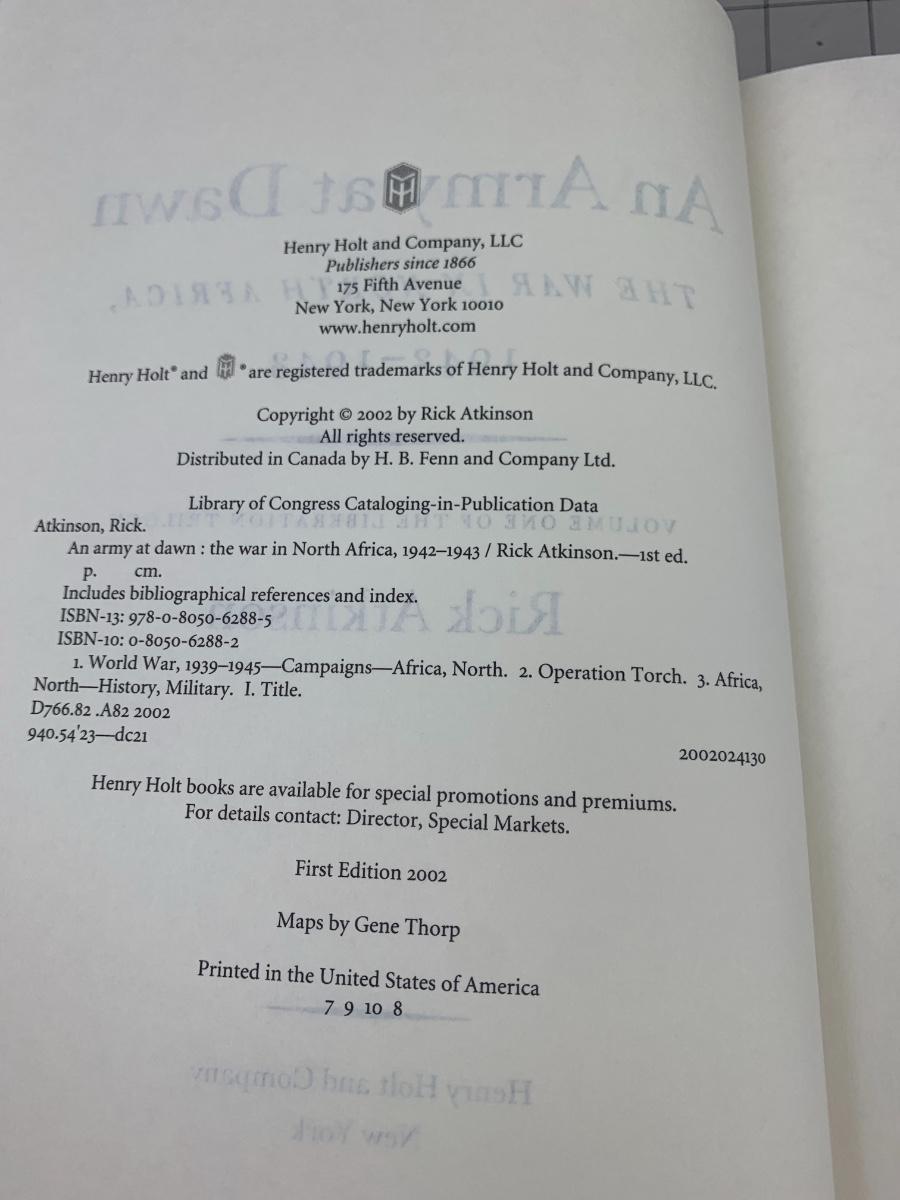 Henry Holt and Company, LLC
Publishers since 1866
175 Fifth Avenue
New York, New York 10010
www.henryholt.com
Henry Holt® and ® are registered trademarks of Henry Holt and Company, LLC.
Copyright © 2002 by Rick Atkinson
All rights reserved.
Distributed in Canada by H. B. Fenn and Company Ltd.
Library of Congress Cataloging-in-Publication Data
Atkinson, Rick.
An army at dawn : the war in North Africa, 1942–1943 / Rick Atkinson.—1st ed.
p. cm.
Includes bibliographical references and index.
ISBN-13: 978-0-8050-6288-5
ISBN-10: 0-8050-6288-2
1. World War, 1939–1945—Campaigns—Africa, North. 2. Operation Torch. 3. Africa,
North—History, Military. I. Title.
D766.82 .A82 2002
940.54'23—dc21
2002024130
Henry Holt books are available for special promotions and premiums.
For details contact: Director, Special Markets.
First Edition 2002
Maps by Gene Thorp
Printed in the United States of America
7 9 10 8